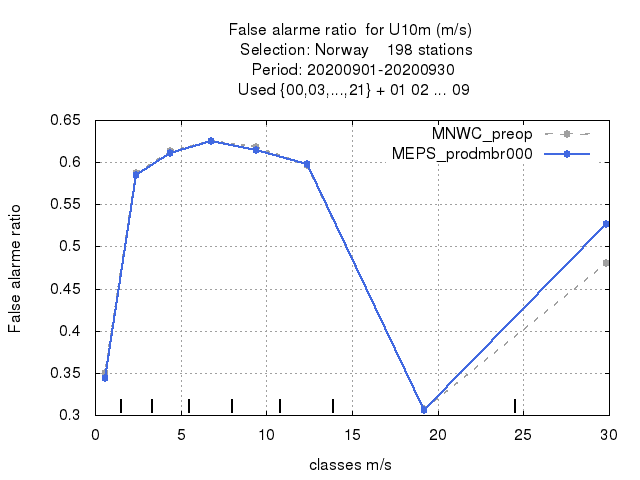 False alarme ratio  for U10m (m/s)
Selection: Norway    198 stations
Period: 20200901-20200930
Used {00,03,...,21} + 01 02 ... 09
MNWC_preop
MEPS_prodmbr000
False alarme ratio
0.65
0.6
0.55
0.5
0.45
0.4
0.35
0.3
0 5 10 15 20 25 30
classes m/s